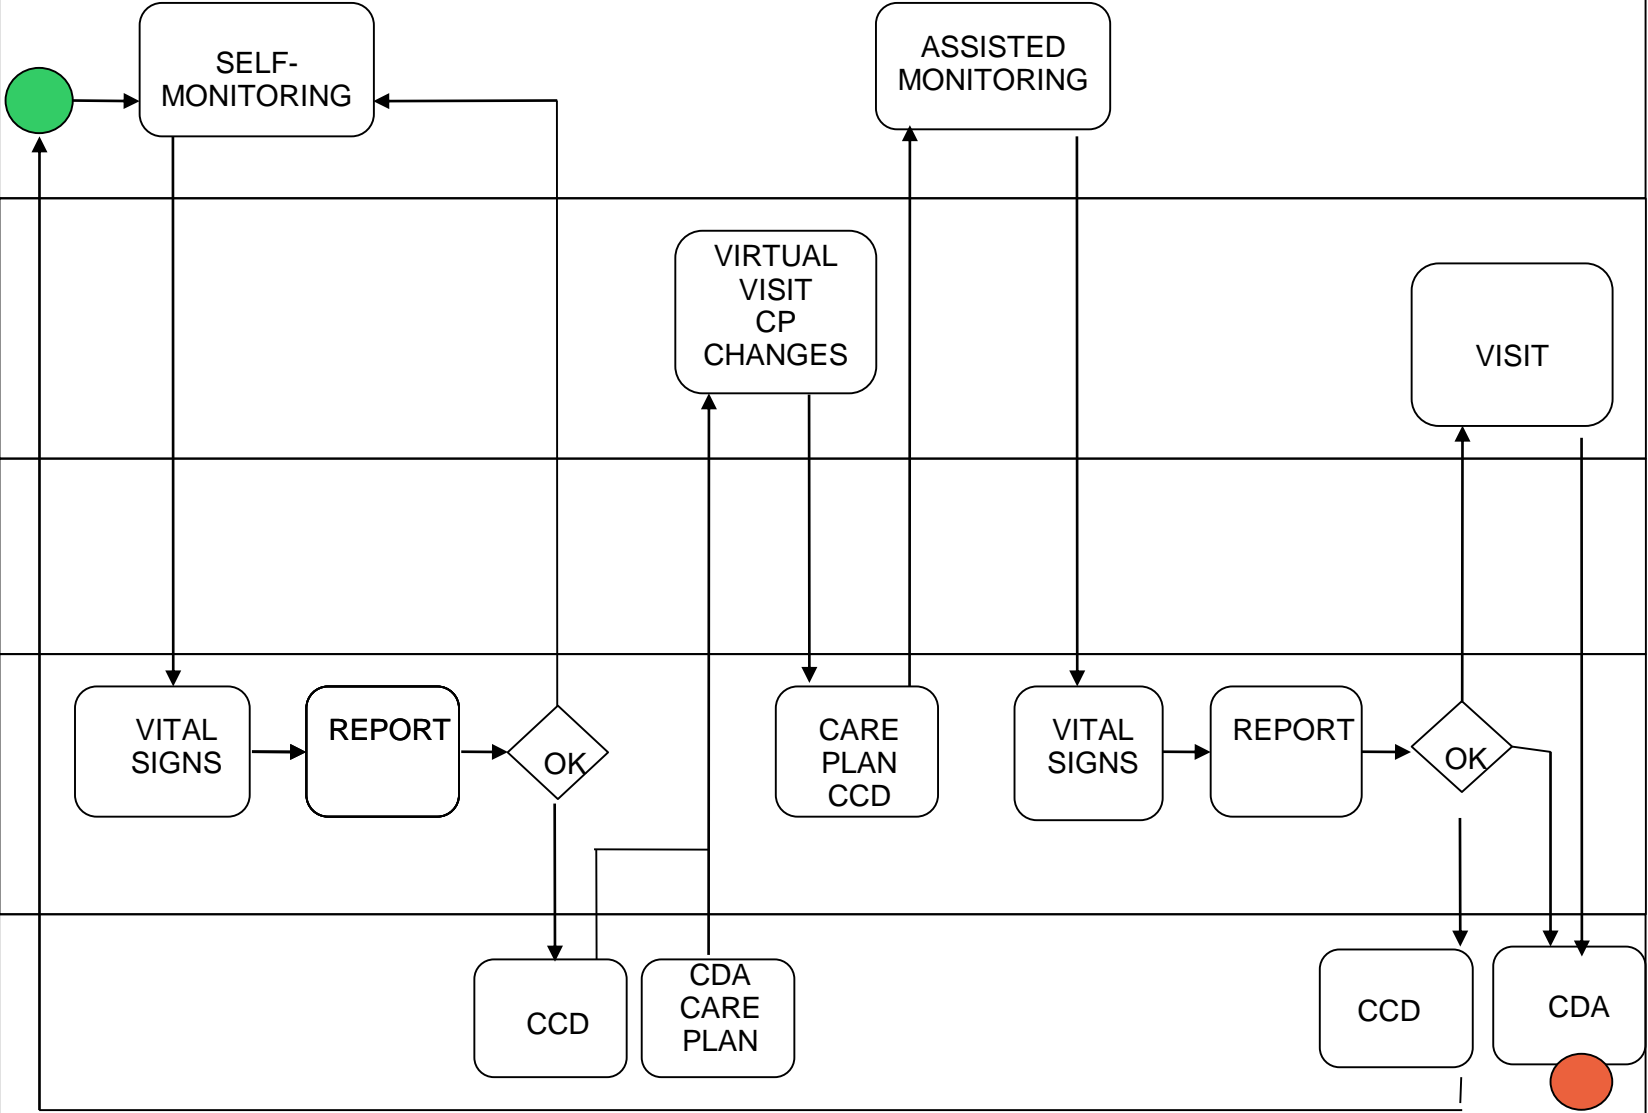 SELF-
MONITORING
ASSISTED
MONITORING
VIRTUAL
VISIT
CP
CHANGES
VISIT
VITAL
SIGNS
REPORT
OK
CARE
PLAN
CCD
VITAL
SIGNS
REPORT
OK
CCD
CDA
CARE
PLAN
CCD
CDA